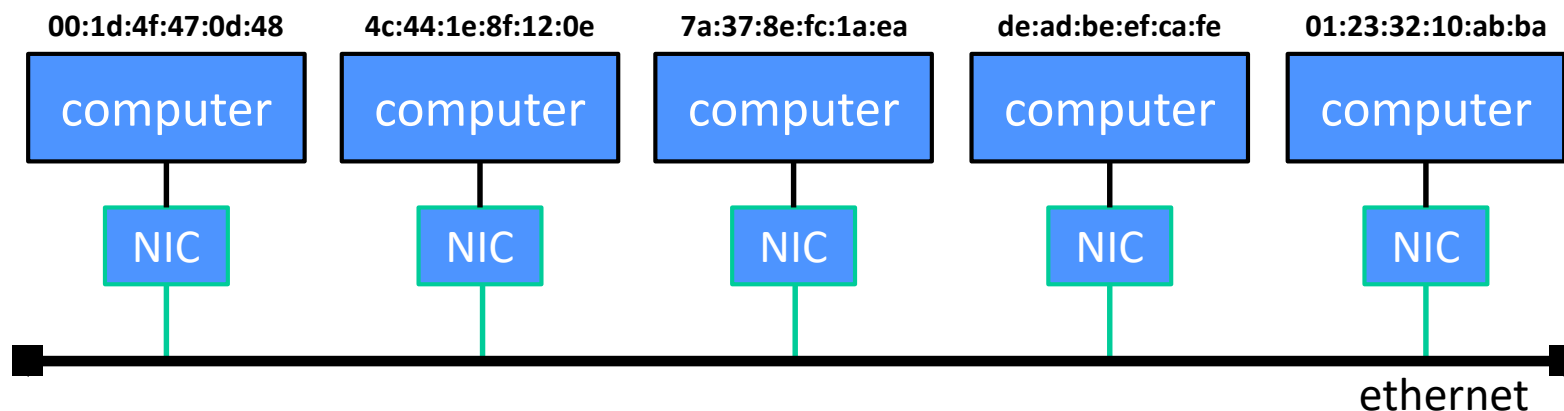 00:1d:4f:47:0d:48 4c:44:1e:8f:12:0e 7a:37:8e:fc:1a:ea de:ad:be:ef:ca:fe 01:23:32:10:ab:ba
computer computer computer computer computer
NIC NIC NIC NIC NIC
ethernet